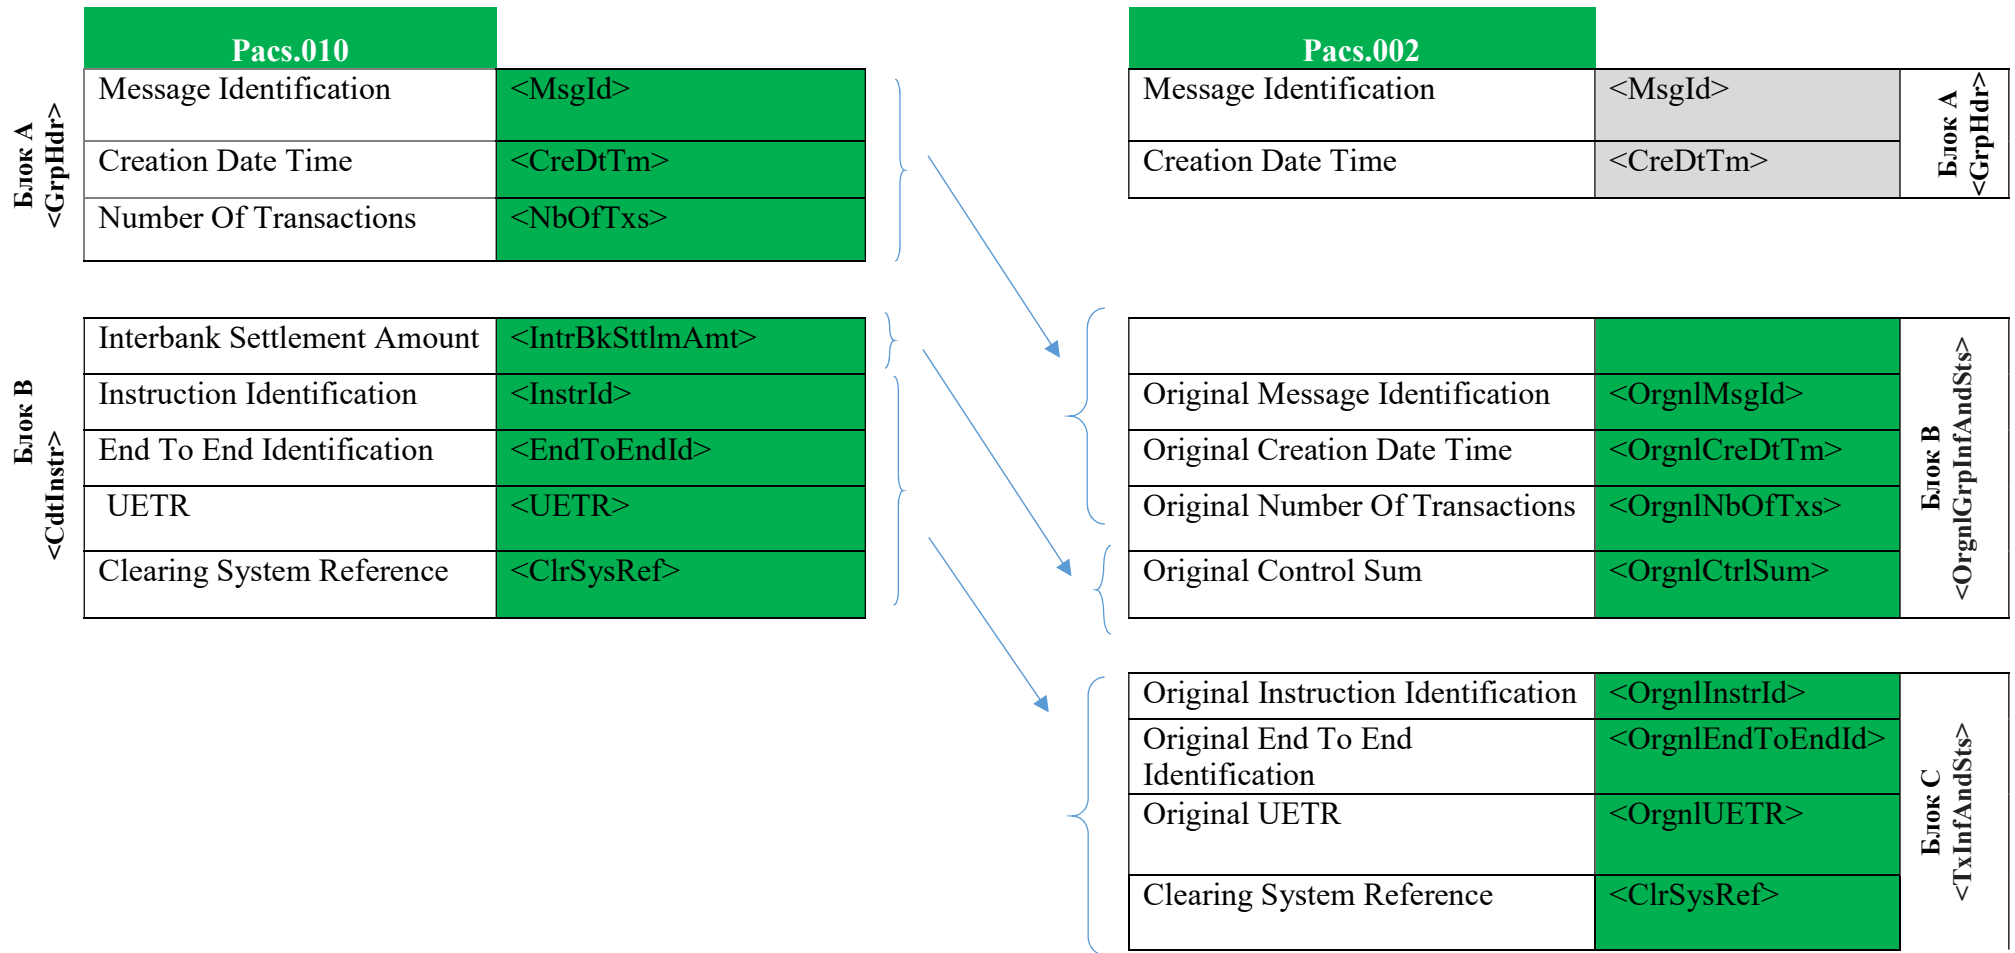 Pacs.010
Блок А
<GrpHdr>
Message Identification <MsgId>
Creation Date Time <CreDtTm>
Number Of Transactions <NbOfTxs>
Блок В
<CdtInstr>
Interbank Settlement Amount <IntrBkSttlmAmt>
Instruction Identification <InstrId>
End To End Identification <EndToEndId>
UETR <UETR>
Clearing System Reference <ClrSysRef>
Pacs.002
Message Identification <MsgId>
Creation Date Time <CreDtTm>
Блок А
<GrpHdr>
Original Message Identification <OrgnlMsgId>
Original Creation Date Time <OrgnlCreDtTm>
Original Number Of Transactions <OrgnlNbOfTxs>
Original Control Sum <OrgnlCtrlSum>
Блок В
<OrgnlGrpInfAndSts>
Original Instruction Identification <OrgnlInstrId>
Original End To End <OrgnlEndToEndId>
Identification
Original UETR <OrgnlUETR>
Clearing System Reference <ClrSysRef>
Блок С
<TxInfAndSts>